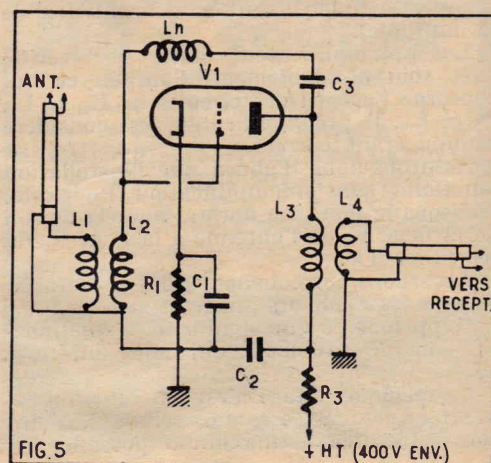 Ln
V1
ANT.
C3
L1
L2
L3
L4
R1
C1
VERS
RECEPT.
C2
R3
FIG.5
+ HT (400V ENV.)